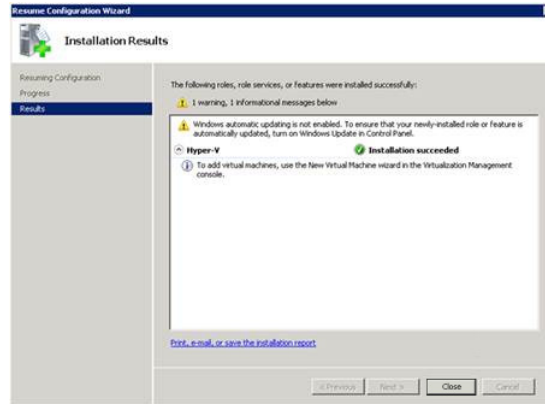 Resume Configuration Wizard
Installation Results
Resuming Configuration
Progress
Results
The following roles, role services, or features were installed successfully:
1 warning, 1 informational messages below
Windows automatic updating is not enabled. To ensure that your newly-installed role or feature is
automatically updated, turn on Windows Update in Control Panel.
Hyper-V
Installation succeeded
To add virtual machines, use the New Virtual Machine wizard in the Virtualization Management
console.
Print, e-mail, or save the installation report
< Previous
Next >
Close
Cancel